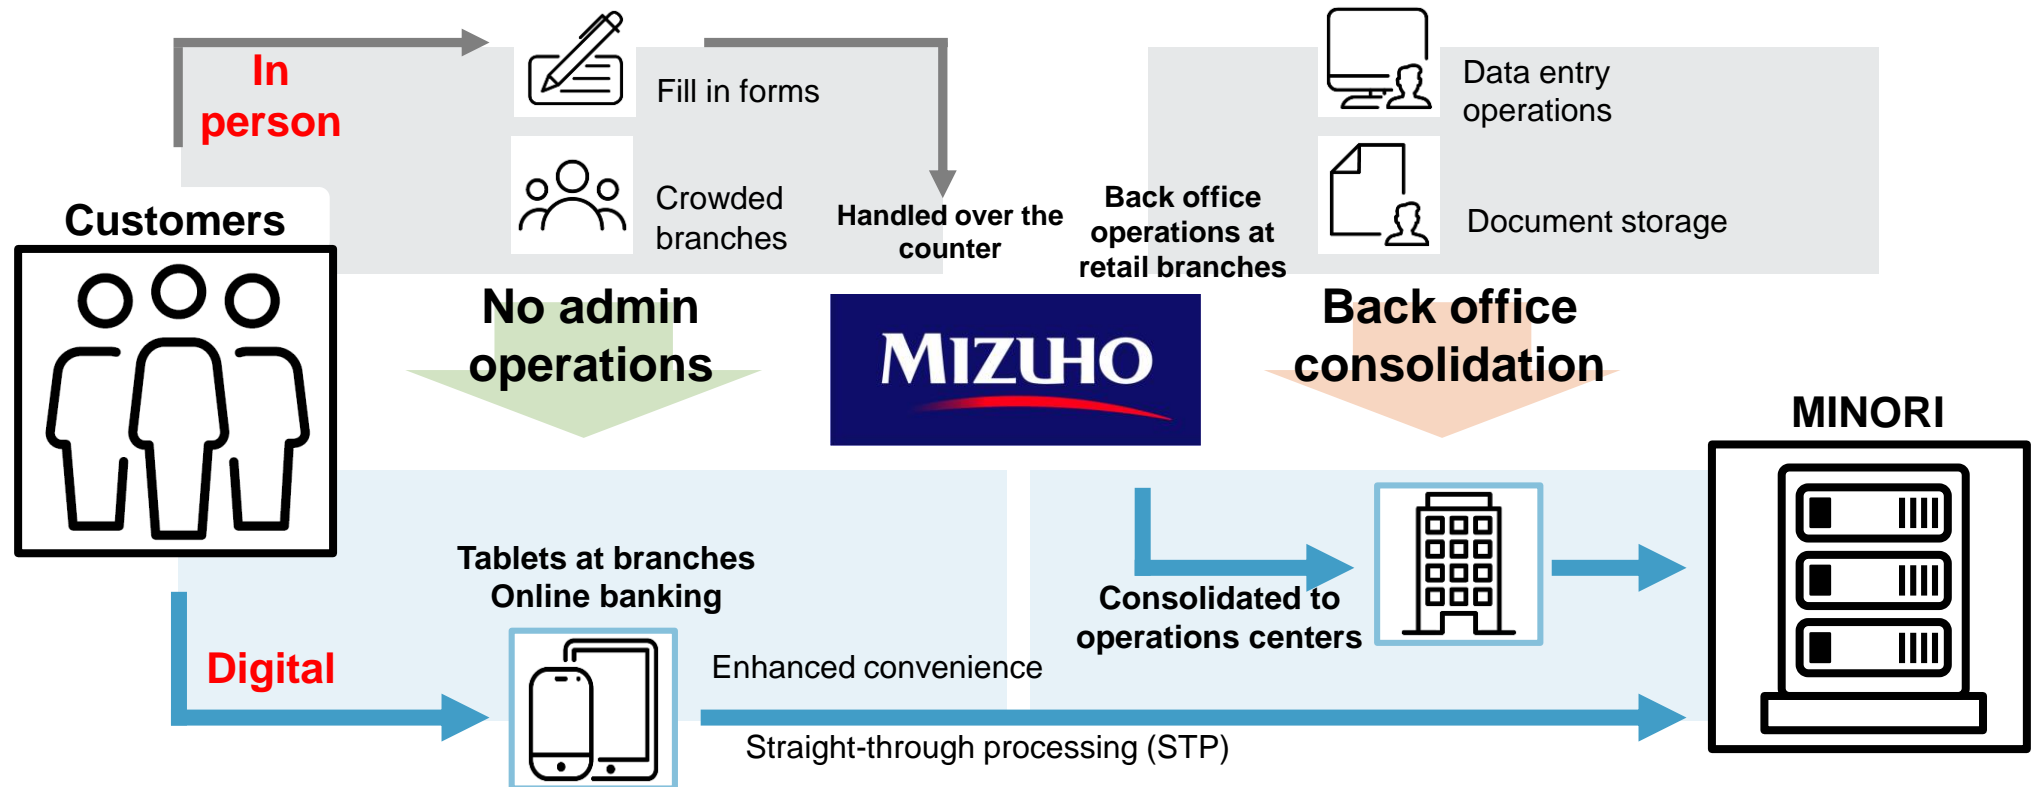 In
person
Fill in forms
Crowded
branches
Handled over the
counter
Back office
operations at
retail branches
Data entry
operations
Document storage
Customers
No admin
operations
MIZUHO
Back office
consolidation
MINORI
Tablets at branches
Online banking
Digital
Enhanced convenience
Straight-through processing (STP)
Consolidated to
operations centers